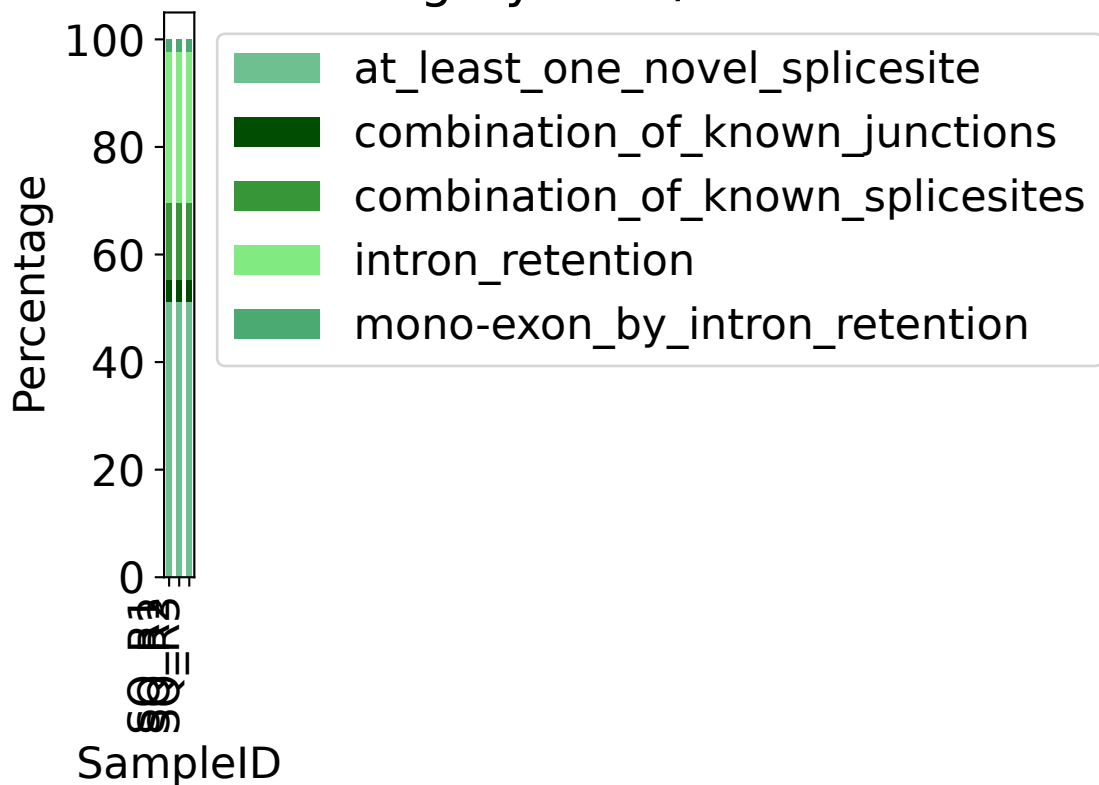 100
80
60
40
20
0
Percentage
at_least_one_novel_splicesite
combination_of_known_junctions
combination_of_known_splicesites
intron_retention
mono-exon_by_intron_retention
SampleID